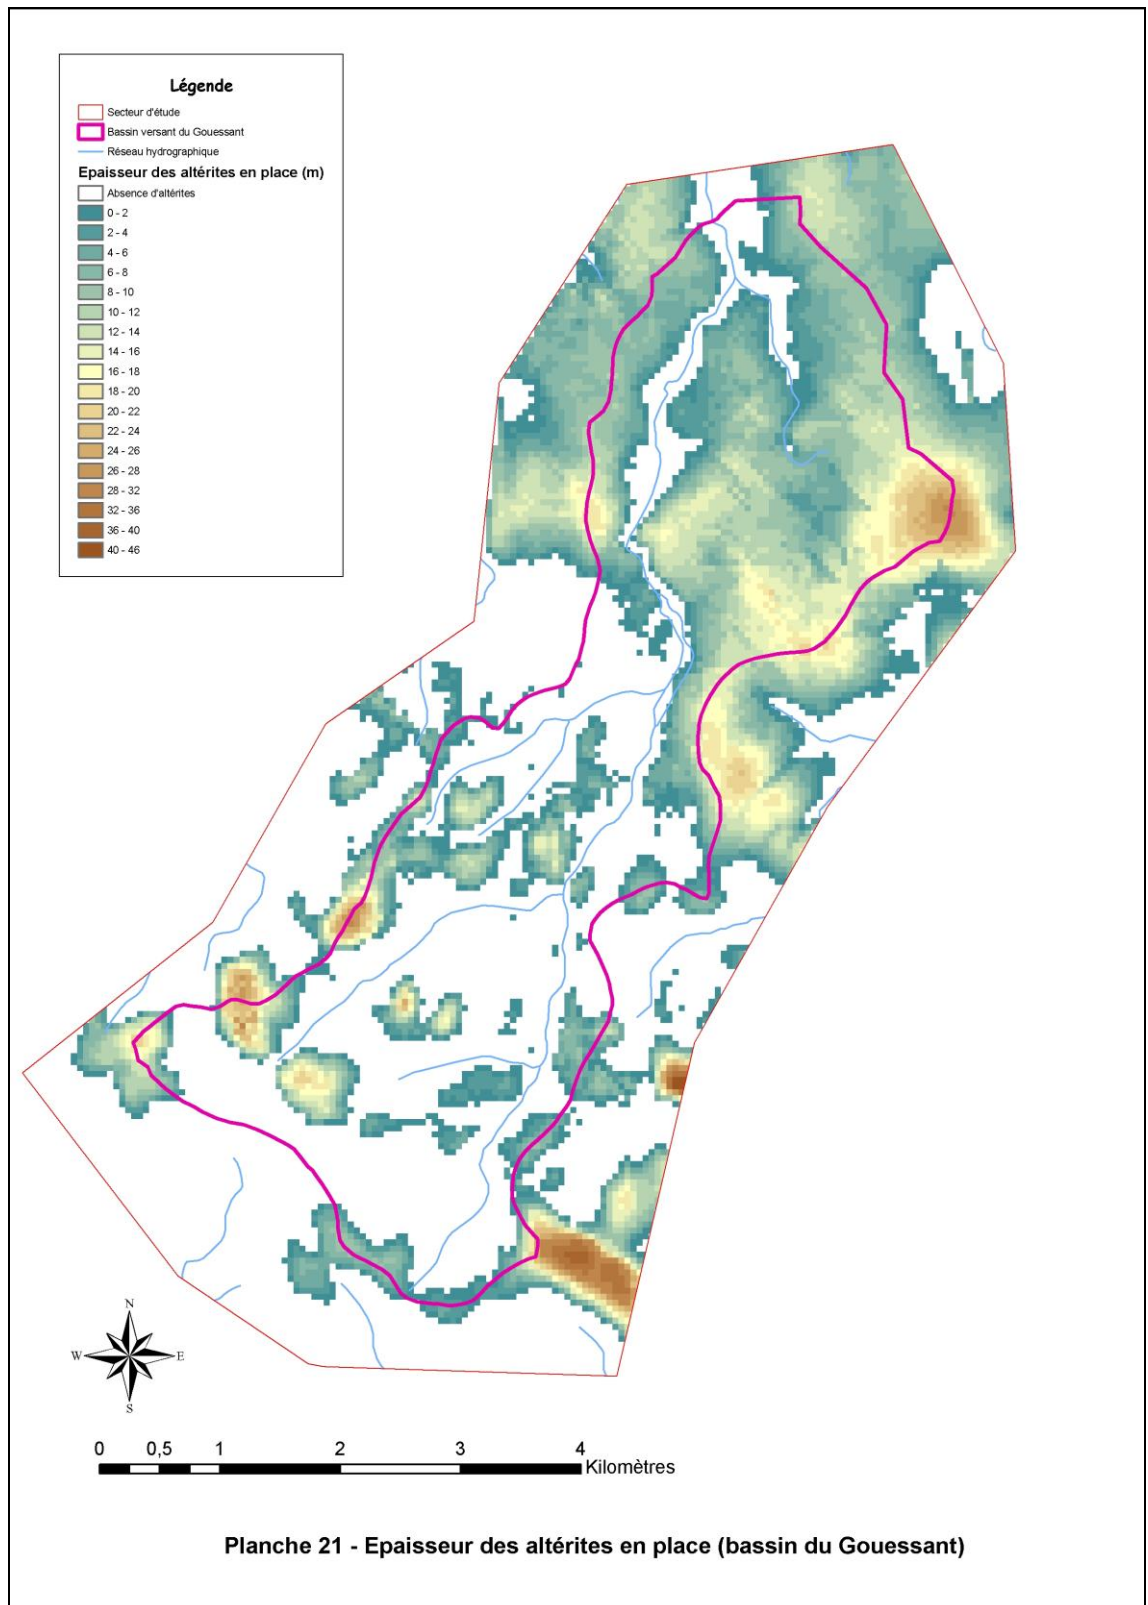 Légende
Secteur d'étude
Bassin versant du Gouessant
Réseau hydrographique
Epaisseur des altérites en place (m)
Absence d'altérites
0 - 2
2 - 4
4 - 6
6 - 8
8 - 10
10 - 12
12 - 14
14 - 16
16 - 18
18 - 20
20 - 22
22 - 24
24 - 26
26 - 28
28 - 32
32 - 36
36 - 40
40 - 46
N
W E
S
0 0,5 1 2 3 4
Kilomètres
Planche 21 - Epaisseur des altérites en place (bassin du Gouessant)